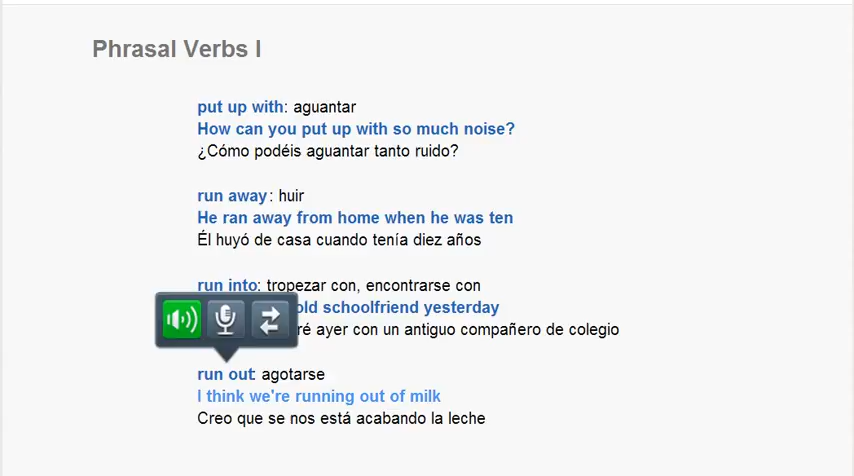 Phrasal Verbs I
put up with: aguantar
How can you put up with so much noise?
¿Cómo podéis aguantar tanto ruido?
run away: huir
He ran away from home when he was ten
Él huyó de casa cuando tenía diez años
run into: tropezar con, encontrarse con
old schoolfriend yesterday
ré ayer con un antiguo compañero de colegio
run out: agotarse
I think we're running out of milk
Creo que se nos está acabando la leche